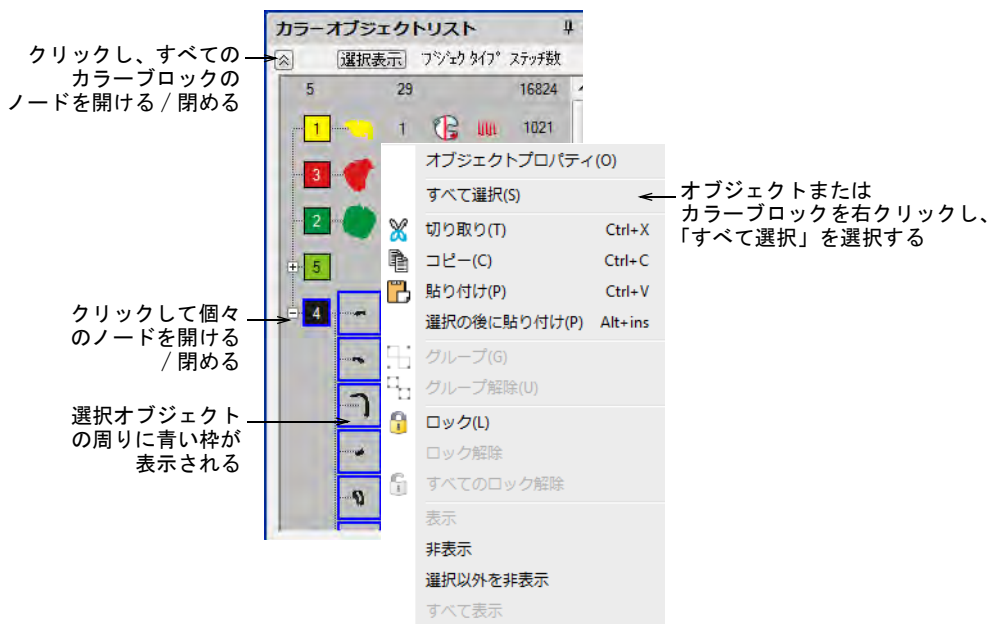 カラーオブジェクトリスト
クリックし、すべての
カラーブロックの
ノードを開ける / 閉める
選択表示 ブジェク タイプ ステッチ数
5 29 16824
1 1 1021
3
2
5
4
オブジェクトプロパティ(O)
すべて選択(S)
切り取り(T) Ctrl+X
コピー(C) Ctrl+C
貼り付け(P) Ctrl+V
選択の後に貼り付け(P) Alt+ins
グループ(G)
グループ解除(U)
ロック(L)
ロック解除
すべてのロック解除
表示
非表示
選択以外を非表示
すべて表示
オブジェクトまたは
カラーブロックを右クリックし、
「すべて選択」を選択する
クリックして個々
のノードを開ける
/ 閉める
選択オブジェクト
の周りに青い枠が
表示される